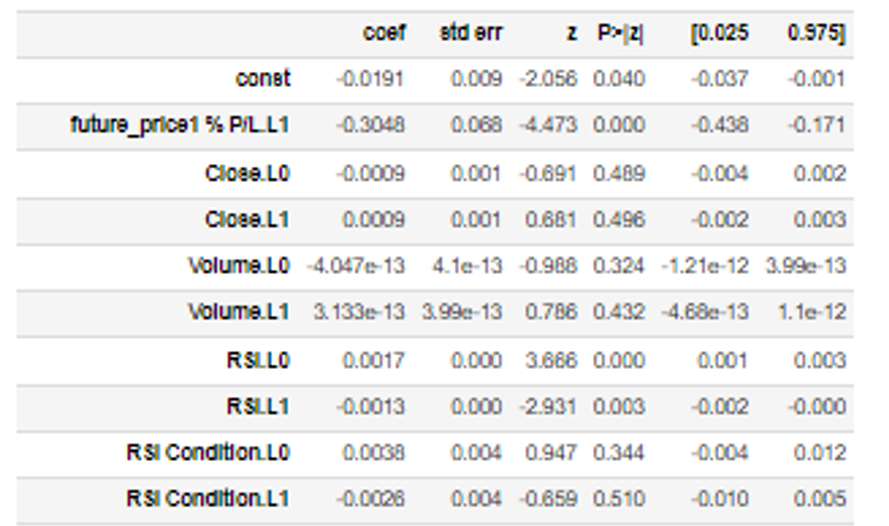 coef std err z P>|z| [0.025 0.975]
const -0.0191 0.009 -2.056 0.040 -0.037 -0.001
future_price1 % P/L.L1 -0.3048 0.068 -4.473 0.000 -0.438 -0.171
Close.L0 -0.0009 0.001 -0.691 0.489 -0.004 0.002
Close.L1 0.0009 0.001 0.681 0.496 -0.002 0.003
Volume.L0 -4.047e-13 4.1e-13 -0.988 0.324 -1.21e-12 3.99e-13
Volume.L1 3.133e-13 3.99e-13 0.786 0.432 -4.68e-13 1.1e-12
RSI.L0 0.0017 0.000 3.666 0.000 0.001 0.003
RSI.L1 -0.0013 0.000 -2.931 0.003 -0.002 -0.000
RSI Condition.L0 0.0038 0.004 0.947 0.344 -0.004 0.012
RSI Condition.L1 -0.0026 0.004 -0.659 0.510 -0.010 0.005